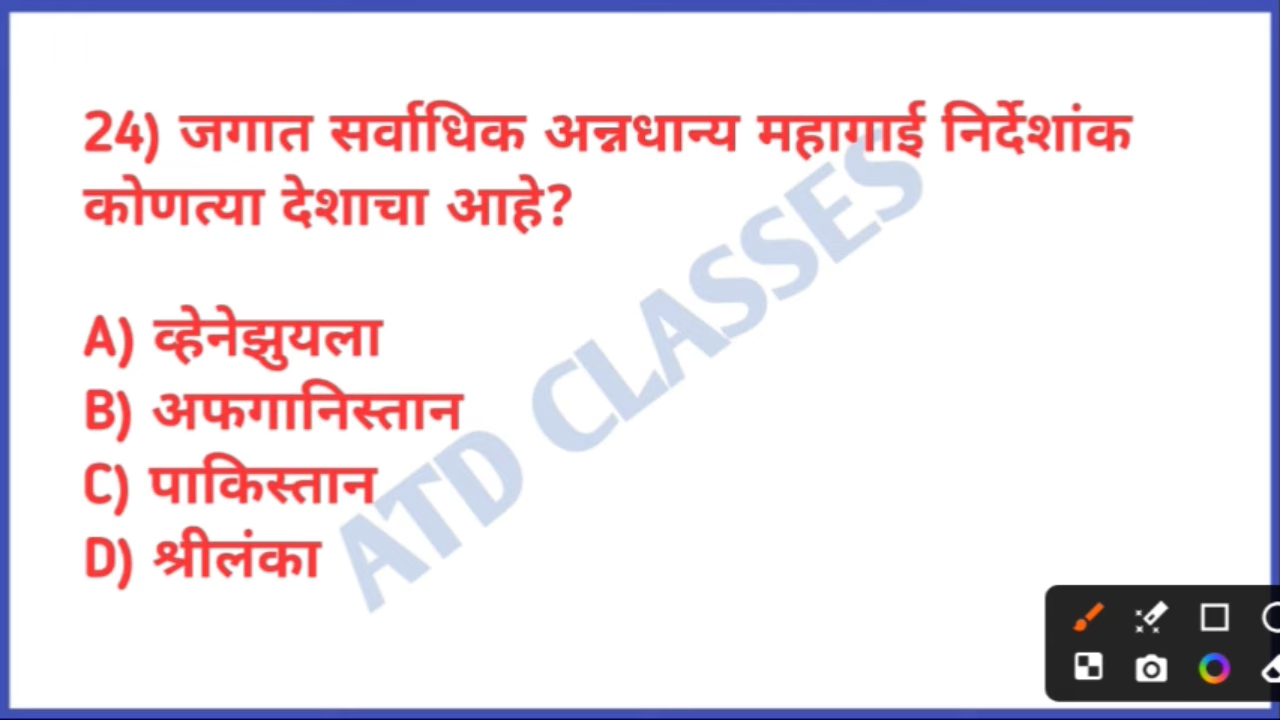 24) जगात सर्वाधिक अन्नधान्य महागाई निर्देशांक
कोणत्या देशाचा आहे?
A) व्हेनेझुयला
B) अफगानिस्तान
C) पाकिस्तान
D) श्रीलंका
ATD CLASSES